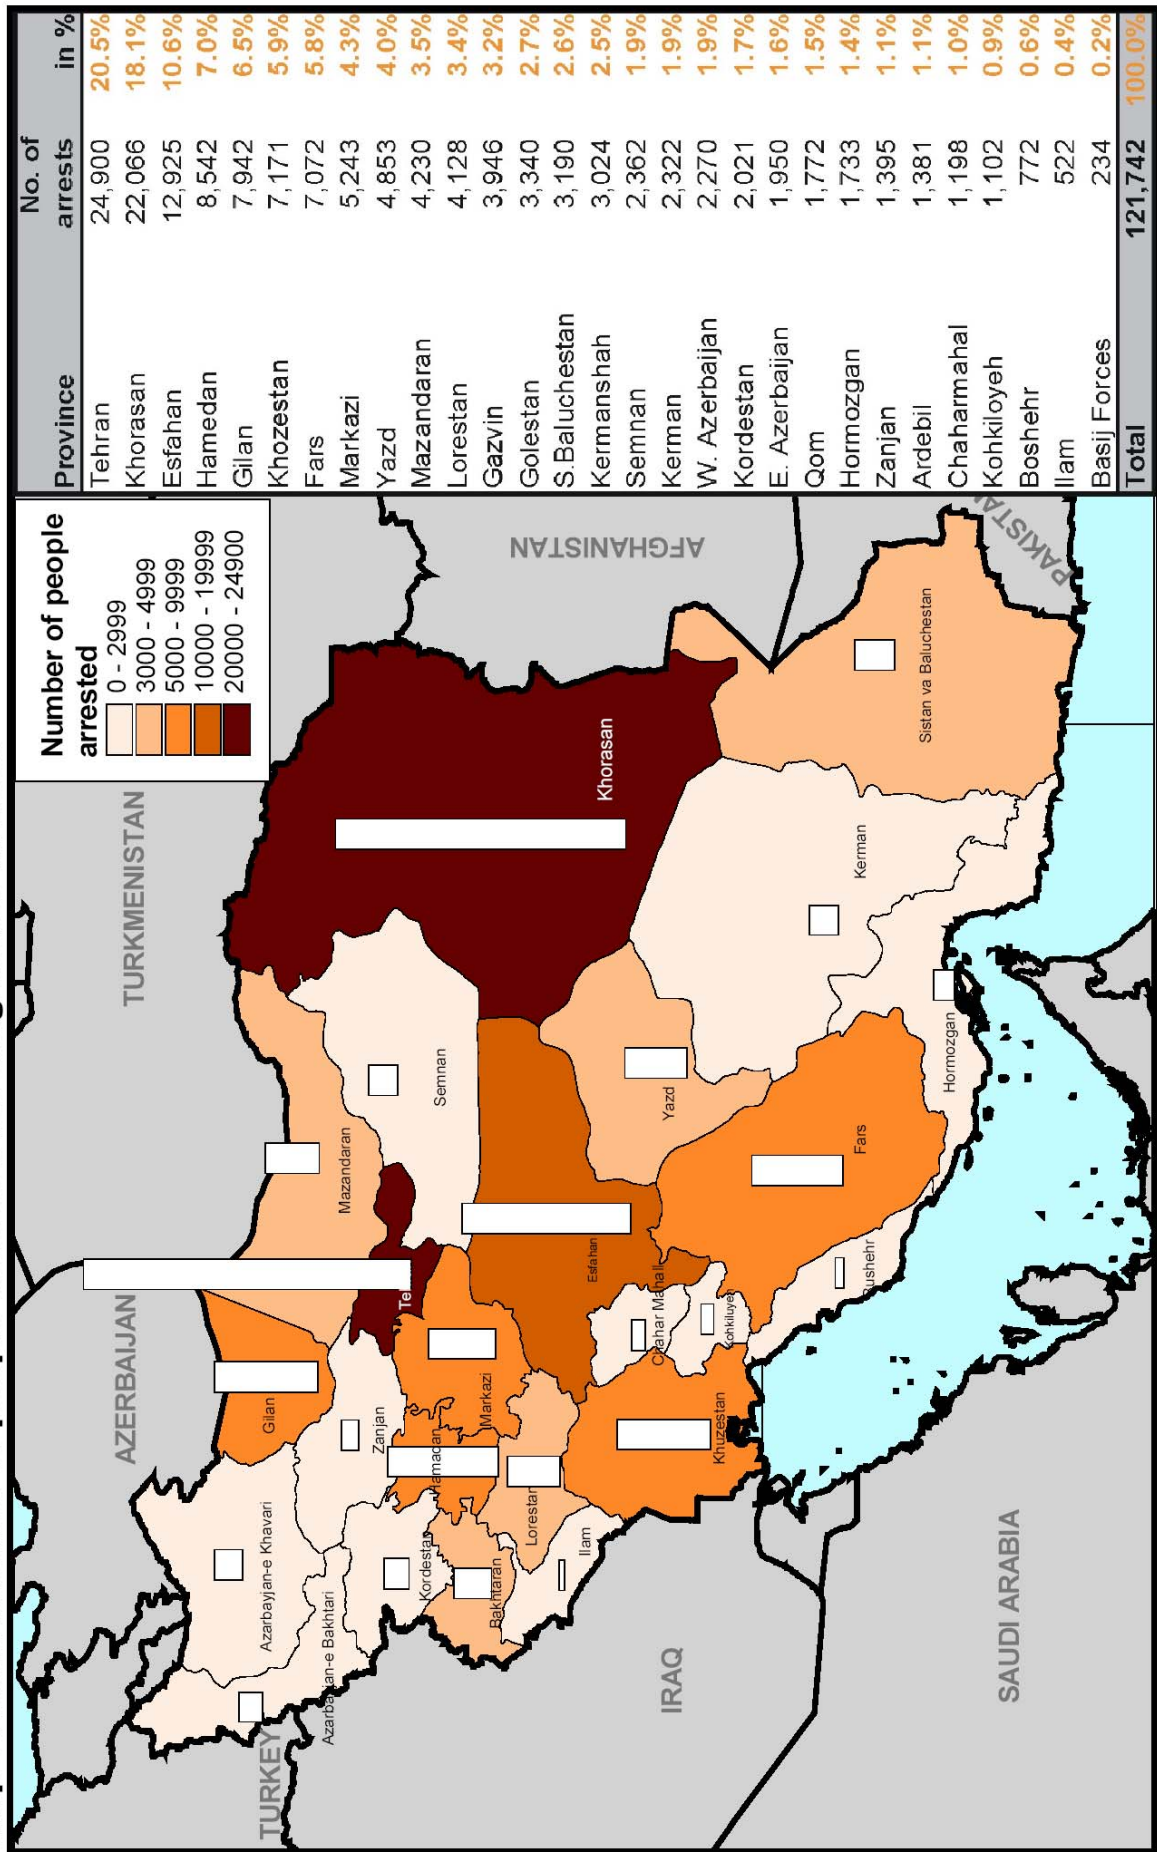 Number of people
arrested
0 - 2999
3000 - 4999
5000 - 9999
10000 - 19999
20000 - 24900
TURKMENISTAN
AZERBAIJAN
TURKEY
AFGHANISTAN
PAKISTAN
IRAQ
SAUDI ARABIA
Azarbayjan-e Khavari
Azarbayjan-e Bakhtari
Gilan
Zanjan
Mazandaran
Semnan
Khorasan
Kordestan
Hamadan
Markazi
Bakhtaran
Lorestan
Ilam
Esfahan
Yazd
Khuzestan
Chahar Mahall
Kohkiluyeh
Fars
Bushehr
Kerman
Hormozgan
Sistan va Baluchestan
No. of
Province arrests in %
Tehran 24,900 20.5%
Khorasan 22,066 18.1%
Esfahan 12,925 10.6%
Hamedan 8,542 7.0%
Gilan 7,942 6.5%
Khozestan 7,171 5.9%
Fars 7,072 5.8%
Markazi 5,243 4.3%
Yazd 4,853 4.0%
Mazandaran 4,230 3.5%
Lorestan 4,128 3.4%
Gazvin 3,946 3.2%
Golestan 3,340 2.7%
S.Baluchestan 3,190 2.6%
Kermanshah 3,024 2.5%
Semnan 2,362 1.9%
Kerman 2,322 1.9%
W. Azerbaijan 2,270 1.9%
Kordestan 2,021 1.7%
E. Azerbaijan 1,950 1.6%
Qom 1,772 1.5%
Hormozgan 1,733 1.4%
Zanjan 1,395 1.1%
Ardebil 1,381 1.1%
Chaharmahal 1,198 1.0%
Kohkiloyeh 1,102 0.9%
Boshehr 772 0.6%
Ilam 522 0.4%
Basij Forces 234 0.2%
Total 121,742 100.0%